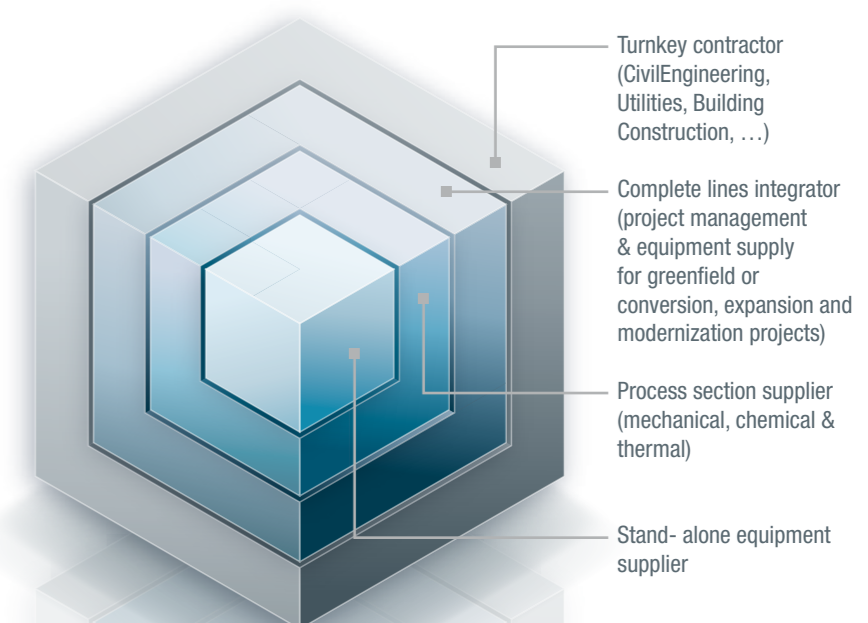 Turnkey contractor
(CivilEngineering,
Utilities, Building
Construction, …)
Complete lines integrator
(project management
& equipment supply
for greenfield or
conversion, expansion and
modernization projects)
Process section supplier
(mechanical, chemical &
thermal)
Stand- alone equipment
supplier